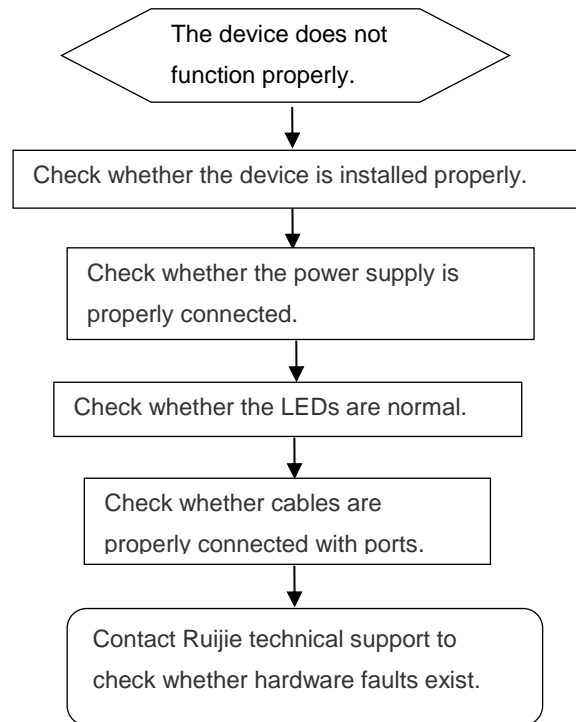 The device does not
function properly.
Check whether the device is installed properly.
Check whether the power supply is
properly connected.
Check whether the LEDs are normal.
Check whether cables are
properly connected with ports.
Contact Ruijie technical support to
check whether hardware faults exist.